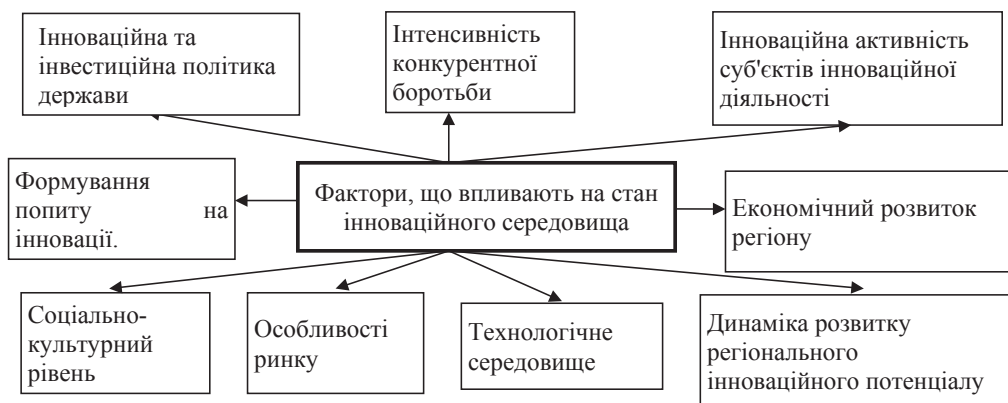 Інноваційна та
інвестиційна політика
держави
Інтенсивність
конкурентної
боротьби
Інноваційна активність
суб'єктів інноваційної
діяльності
Формування
попиту на
інновації.
Фактори, що впливають на стан
інноваційного середовища
Економічний розвиток
регіону
Соціально-
культурний
рівень
Особливості
ринку
Технологічне
середовище
Динаміка розвитку
регіонального
інноваційного потенціалу